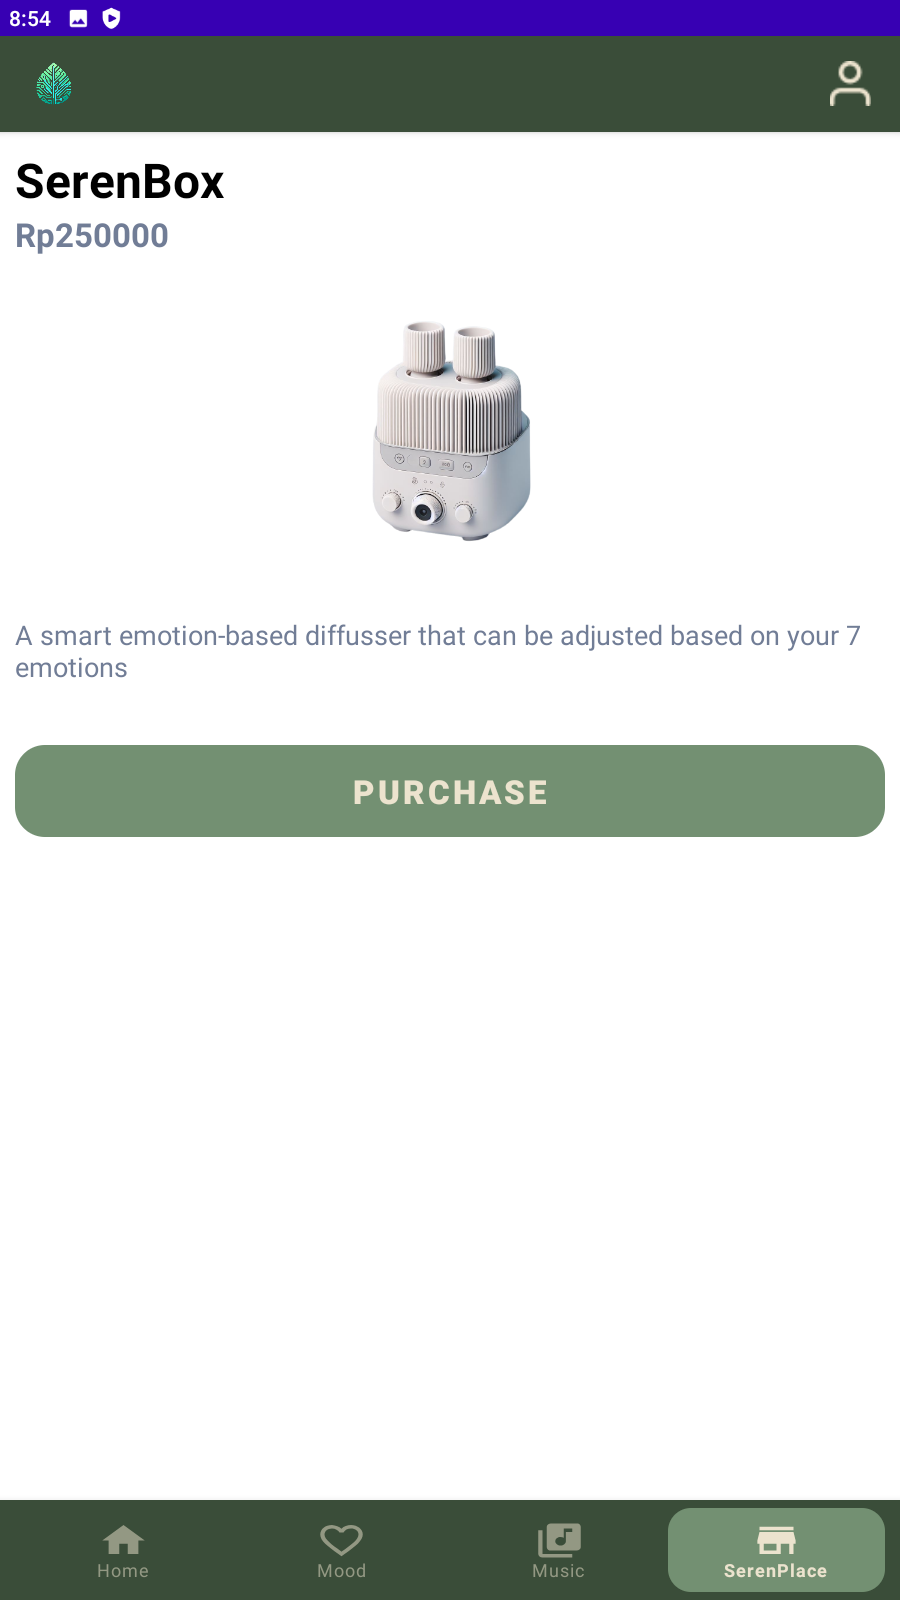 8:54
SerenBox
Rp250000
A smart emotion-based diffusser that can be adjusted based on your 7
emotions
PURCHASE
Home
Mood
Music
SerenPlace